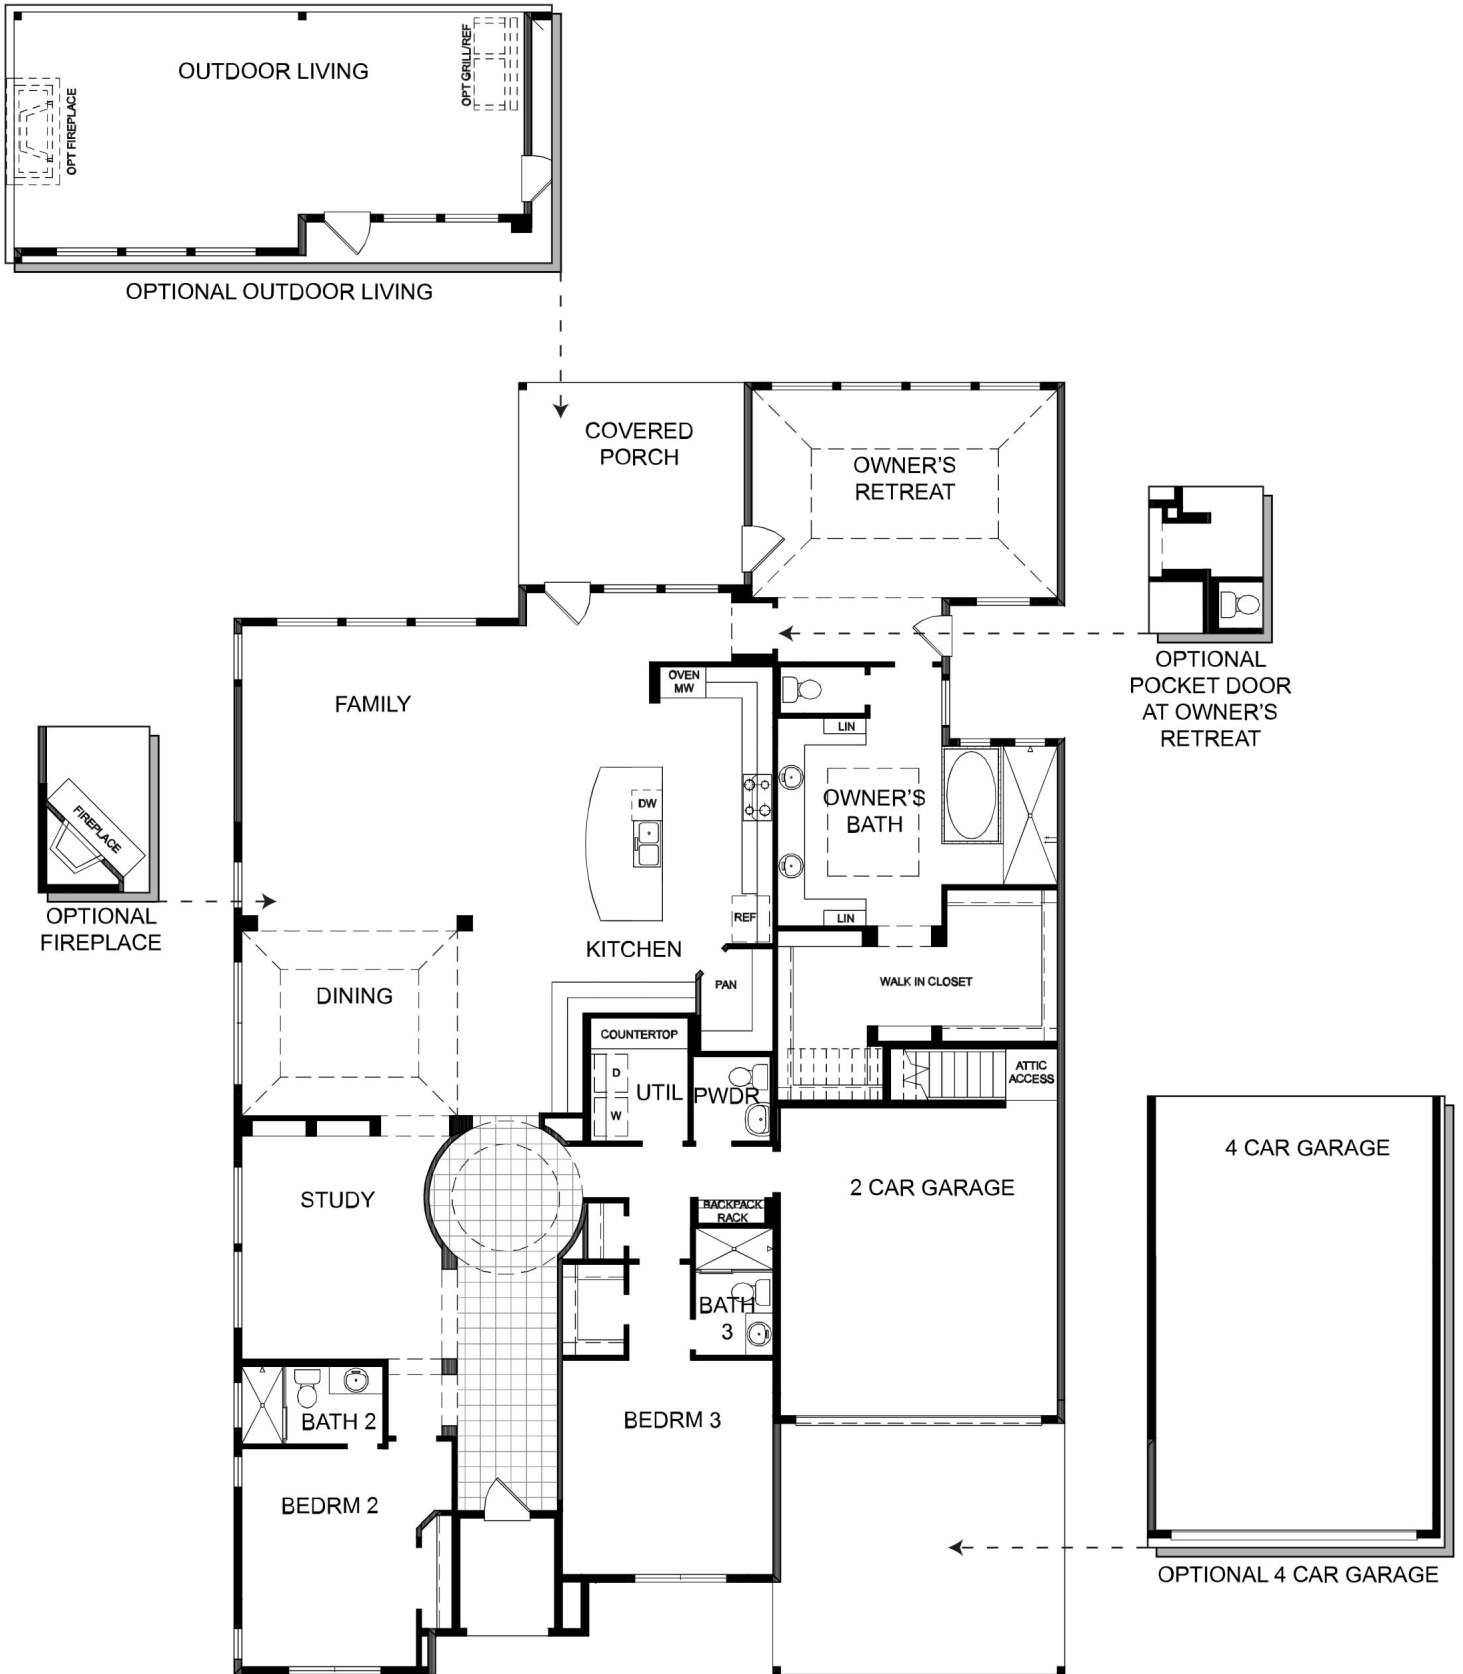 OUTDOOR LIVING
OPT GRILL/REF
OPT FIREPLACE
OPTIONAL OUTDOOR LIVING
COVERED
PORCH
OWNER'S
RETREAT
OPTIONAL
POCKET DOOR
AT OWNER'S
RETREAT
OVEN
MW
FAMILY
LIN
FIREPLACE
DW
OWNER'S
BATH
OPTIONAL
FIREPLACE
REF
LIN
KITCHEN
WALK IN CLOSET
PAN
DINING
COUNTERTOP
ATTIC
ACCESS
D
UTIL
PWDR
W
4 CAR GARAGE
2 CAR GARAGE
STUDY
BACKPACK
RACK
BATH
3
BATH 2
BEDRM 3
BEDRM 2
OPTIONAL 4 CAR GARAGE